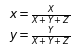 x = X / (X + Y + Z)
y = Y / (X + Y + Z)